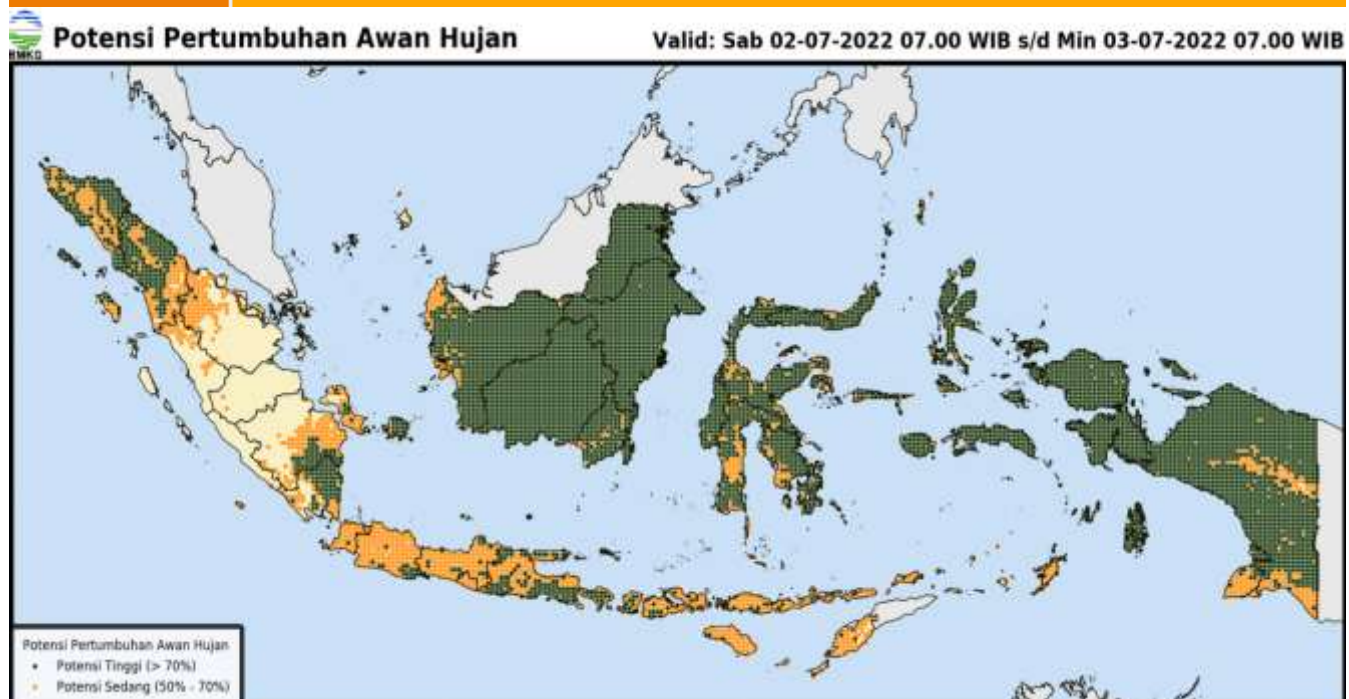 BMKG
Potensi Pertumbuhan Awan Hujan
Valid: Sab 02-07-2022 07.00 WIB s/d Min 03-07-2022 07.00 WIB
Potensi Pertumbuhan Awan Hujan
Potensi Tinggi (> 70%)
Potensi Sedang (50% - 70%)